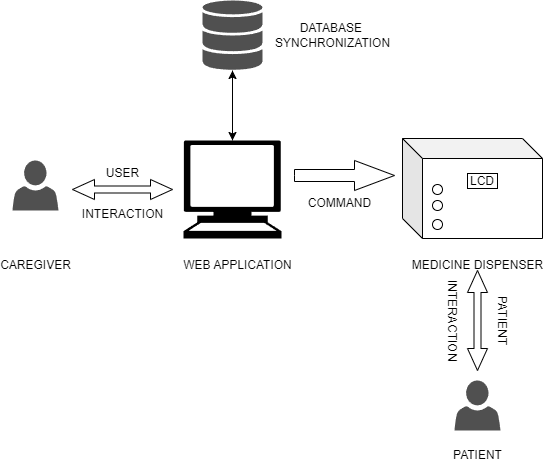 DATABASE
SYNCHRONIZATION
USER
INTERACTION
COMMAND
LCD
CAREGIVER
WEB APPLICATION
MEDICINE DISPENSER
INTERACTION
PATIENT
PATIENT